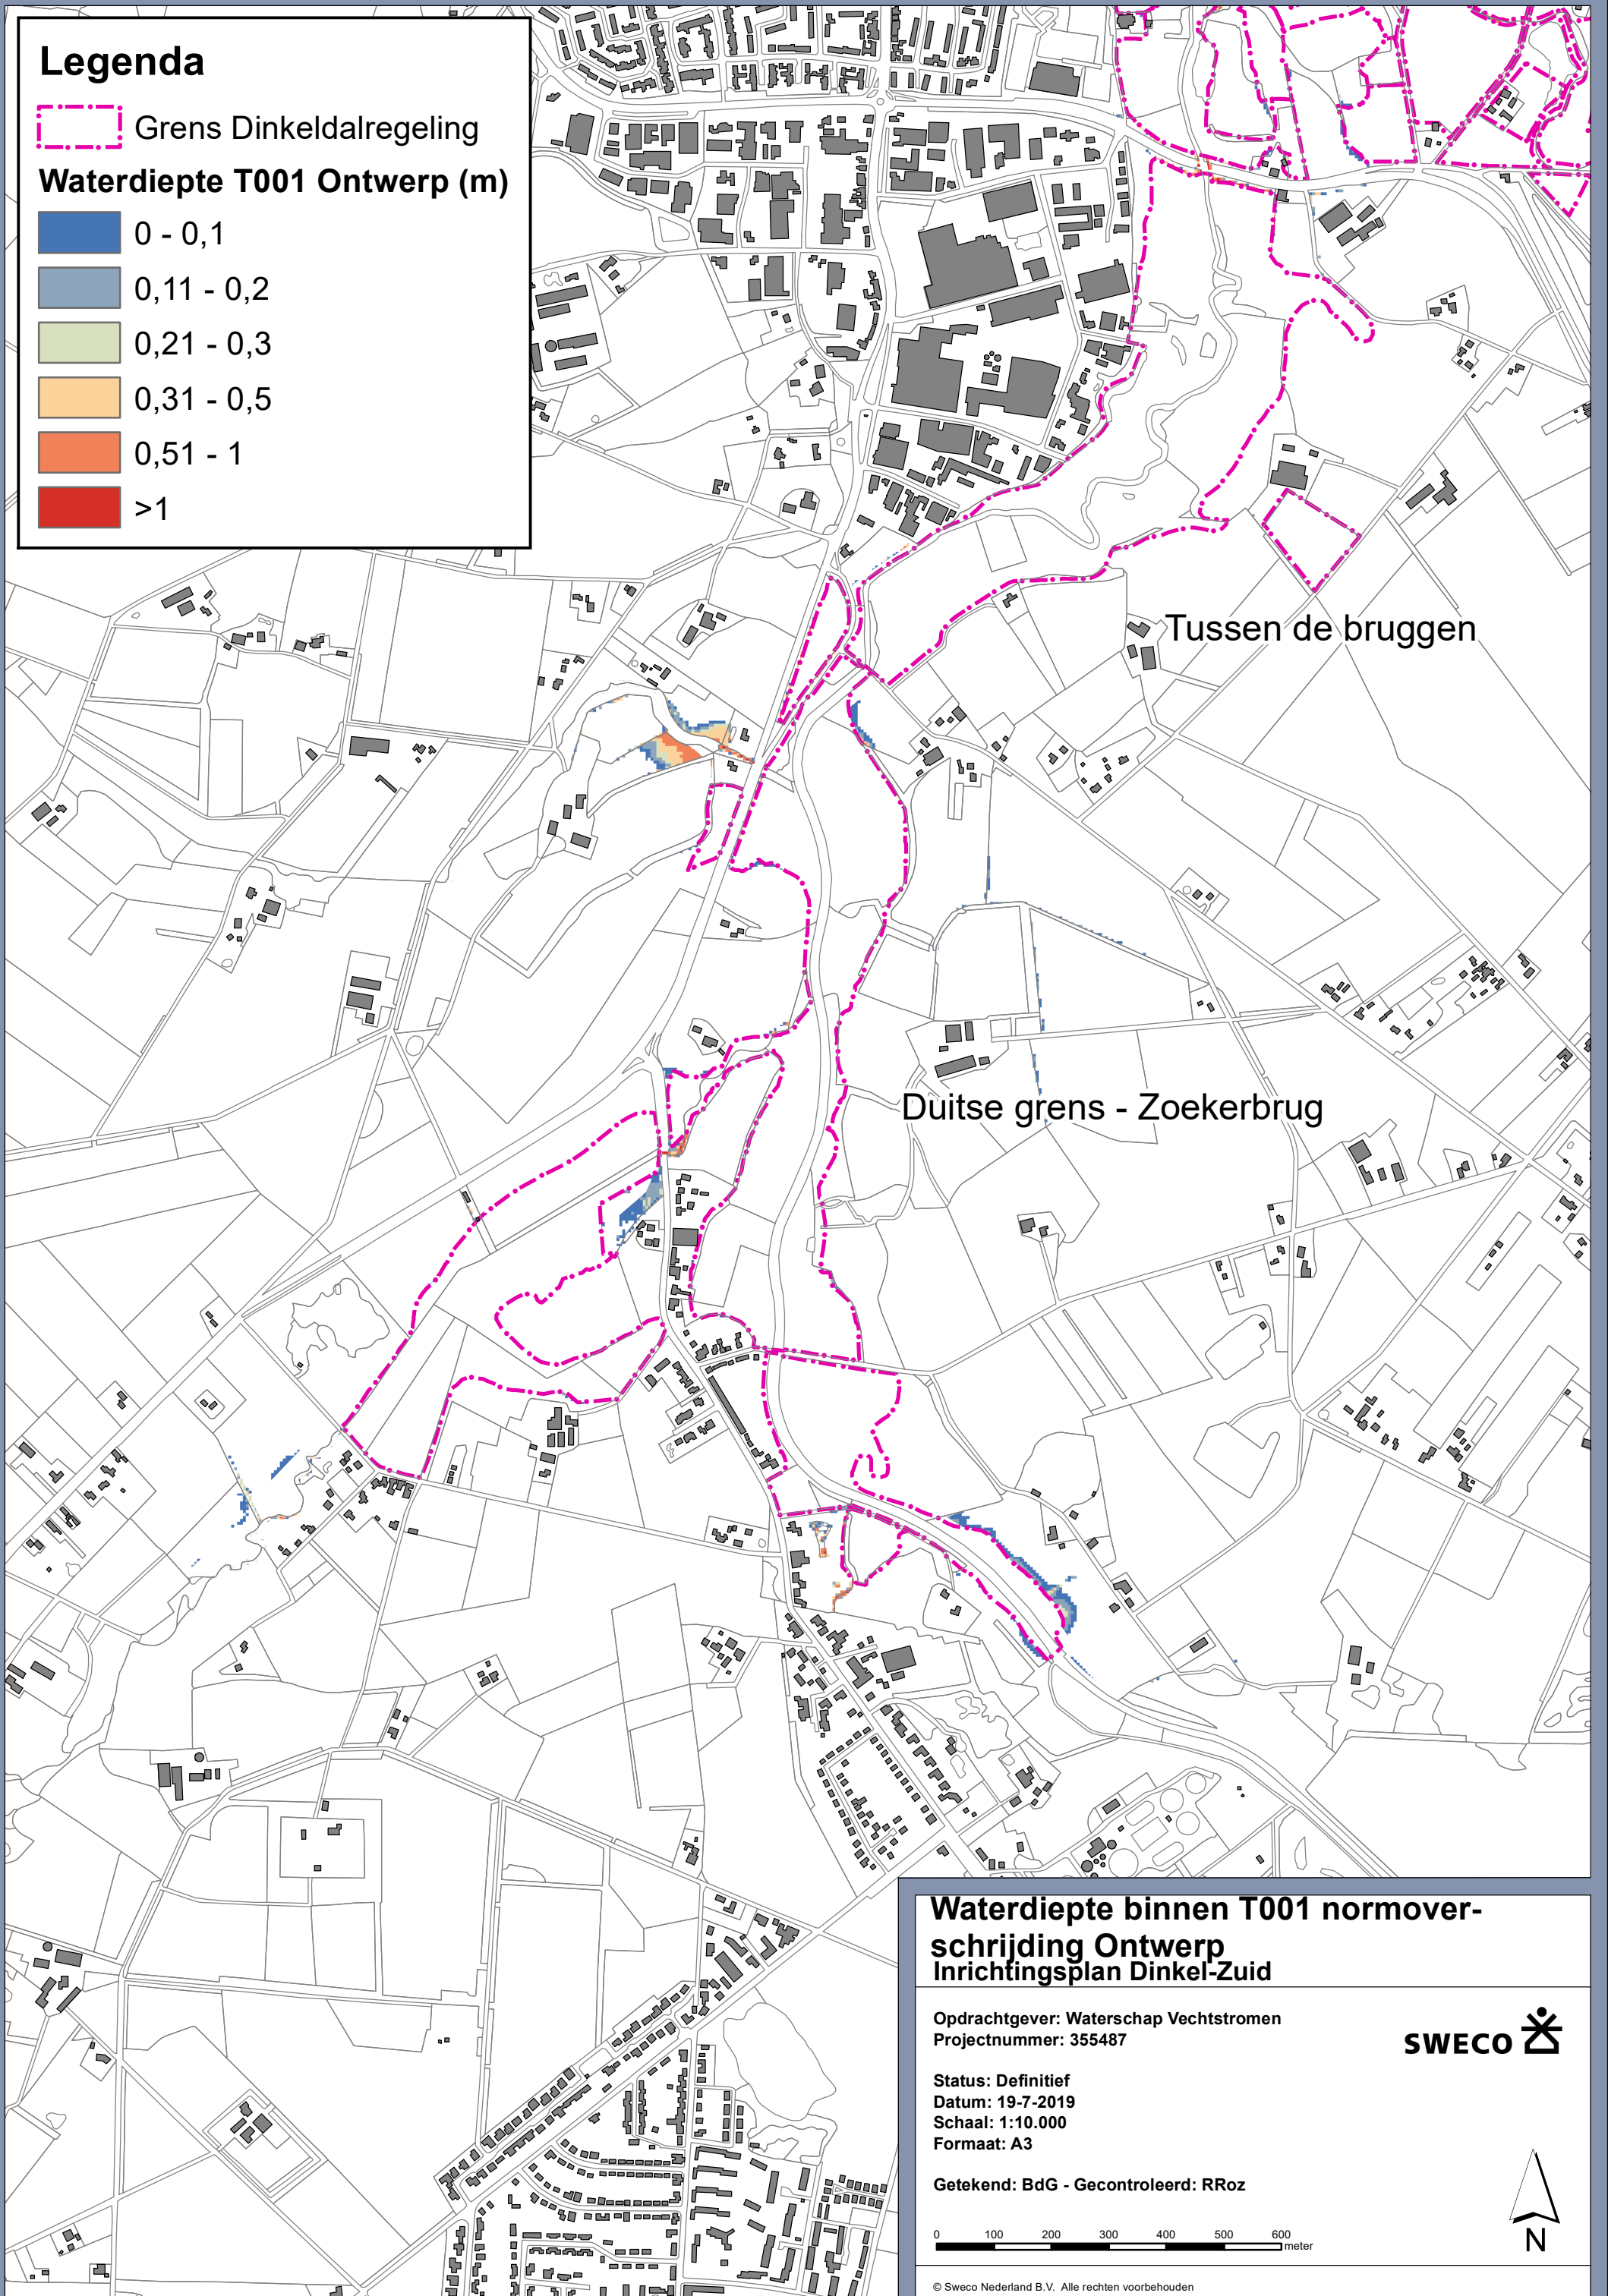 Legenda
Grens Dinkeldalregeling
Waterdiepte T001 Ontwerp (m)
0 - 0,1
0,11 - 0,2
0,21 - 0,3
0,31 - 0,5
0,51 - 1
>1
Tussen de bruggen
Duitse grens - Zoekerbrug
Waterdiepte binnen T001 normover-
schrijding Ontwerp
Inrichtingsplan Dinkel-Zuid
Opdrachtgever: Waterschap Vechtstromen
Projectnummer: 355487
SWECO
Status: Definitief
Datum: 19-7-2019
Schaal: 1:10.000
Formaat: A3
Getekend: BdG - Gecontroleerd: RRoz
0 100 200 300 400 500 600
meter
N
© Sweco Nederland B.V. Alle rechten voorbehouden